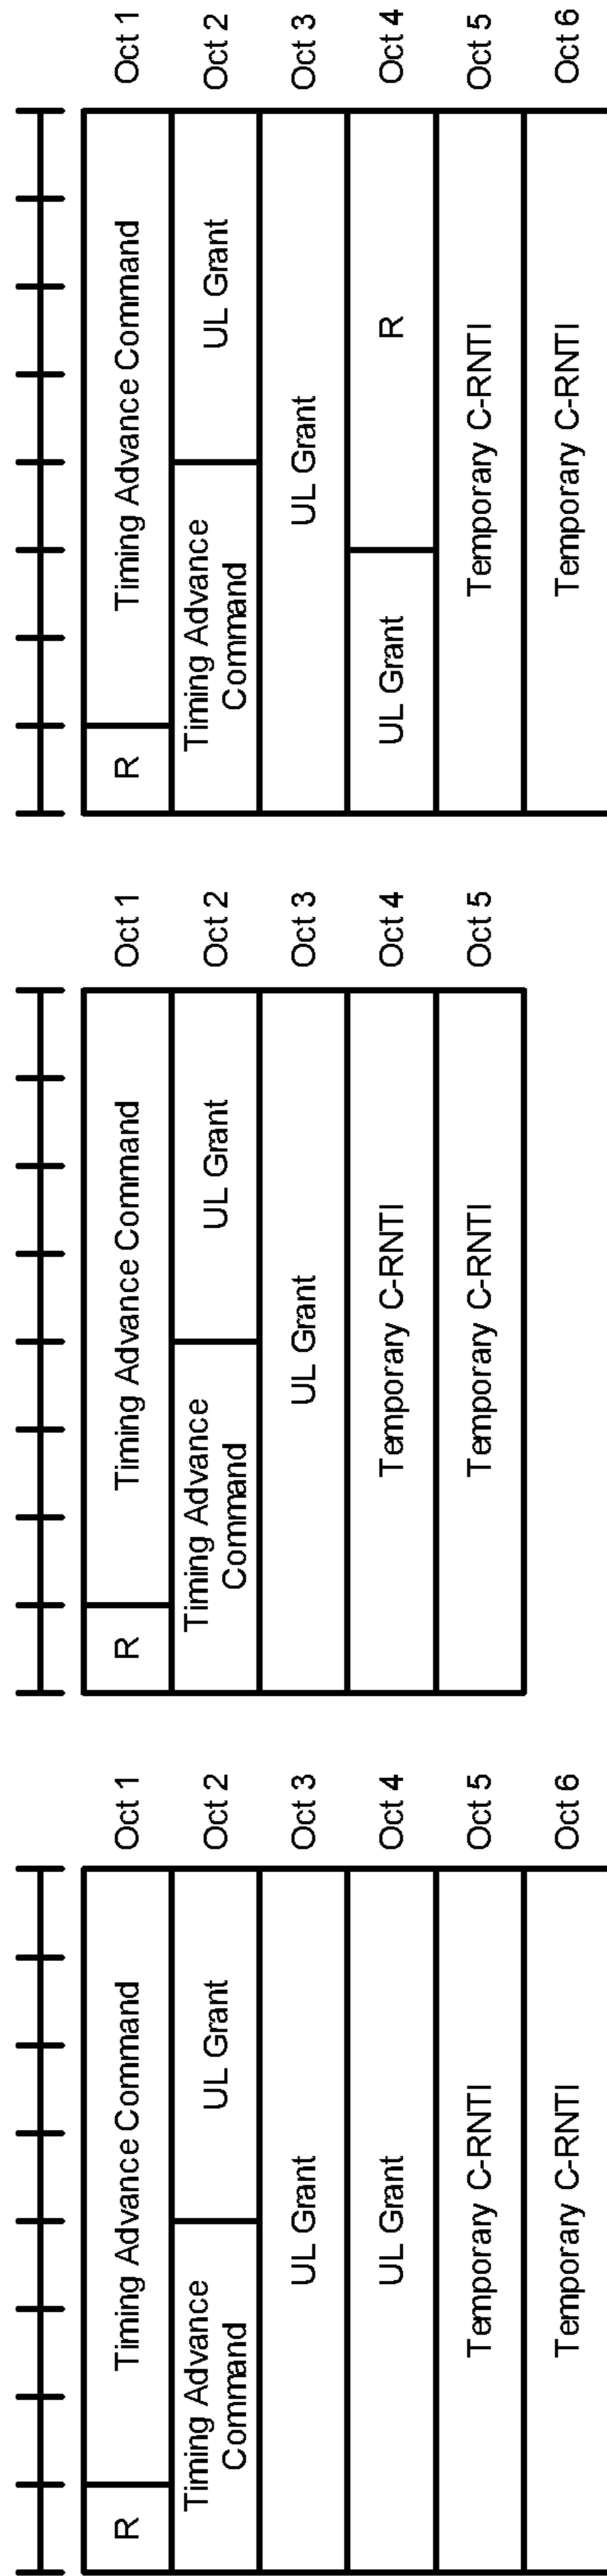 R
Timing Advance Command
Oct 1
Timing Advance
Command
UL Grant
Oct 2
UL Grant
Oct 3
UL Grant
Oct 4
Temporary C-RNTI
Oct 5
Temporary C-RNTI
Oct 6
R
Timing Advance Command
Oct 1
Timing Advance
Command
UL Grant
Oct 2
UL Grant
Oct 3
Temporary C-RNTI
Oct 4
Temporary C-RNTI
Oct 5
R
Timing Advance Command
Oct 1
Timing Advance
Command
UL Grant
Oct 2
UL Grant
Oct 3
UL Grant
R
Oct 4
Temporary C-RNTI
Oct 5
Temporary C-RNTI
Oct 6